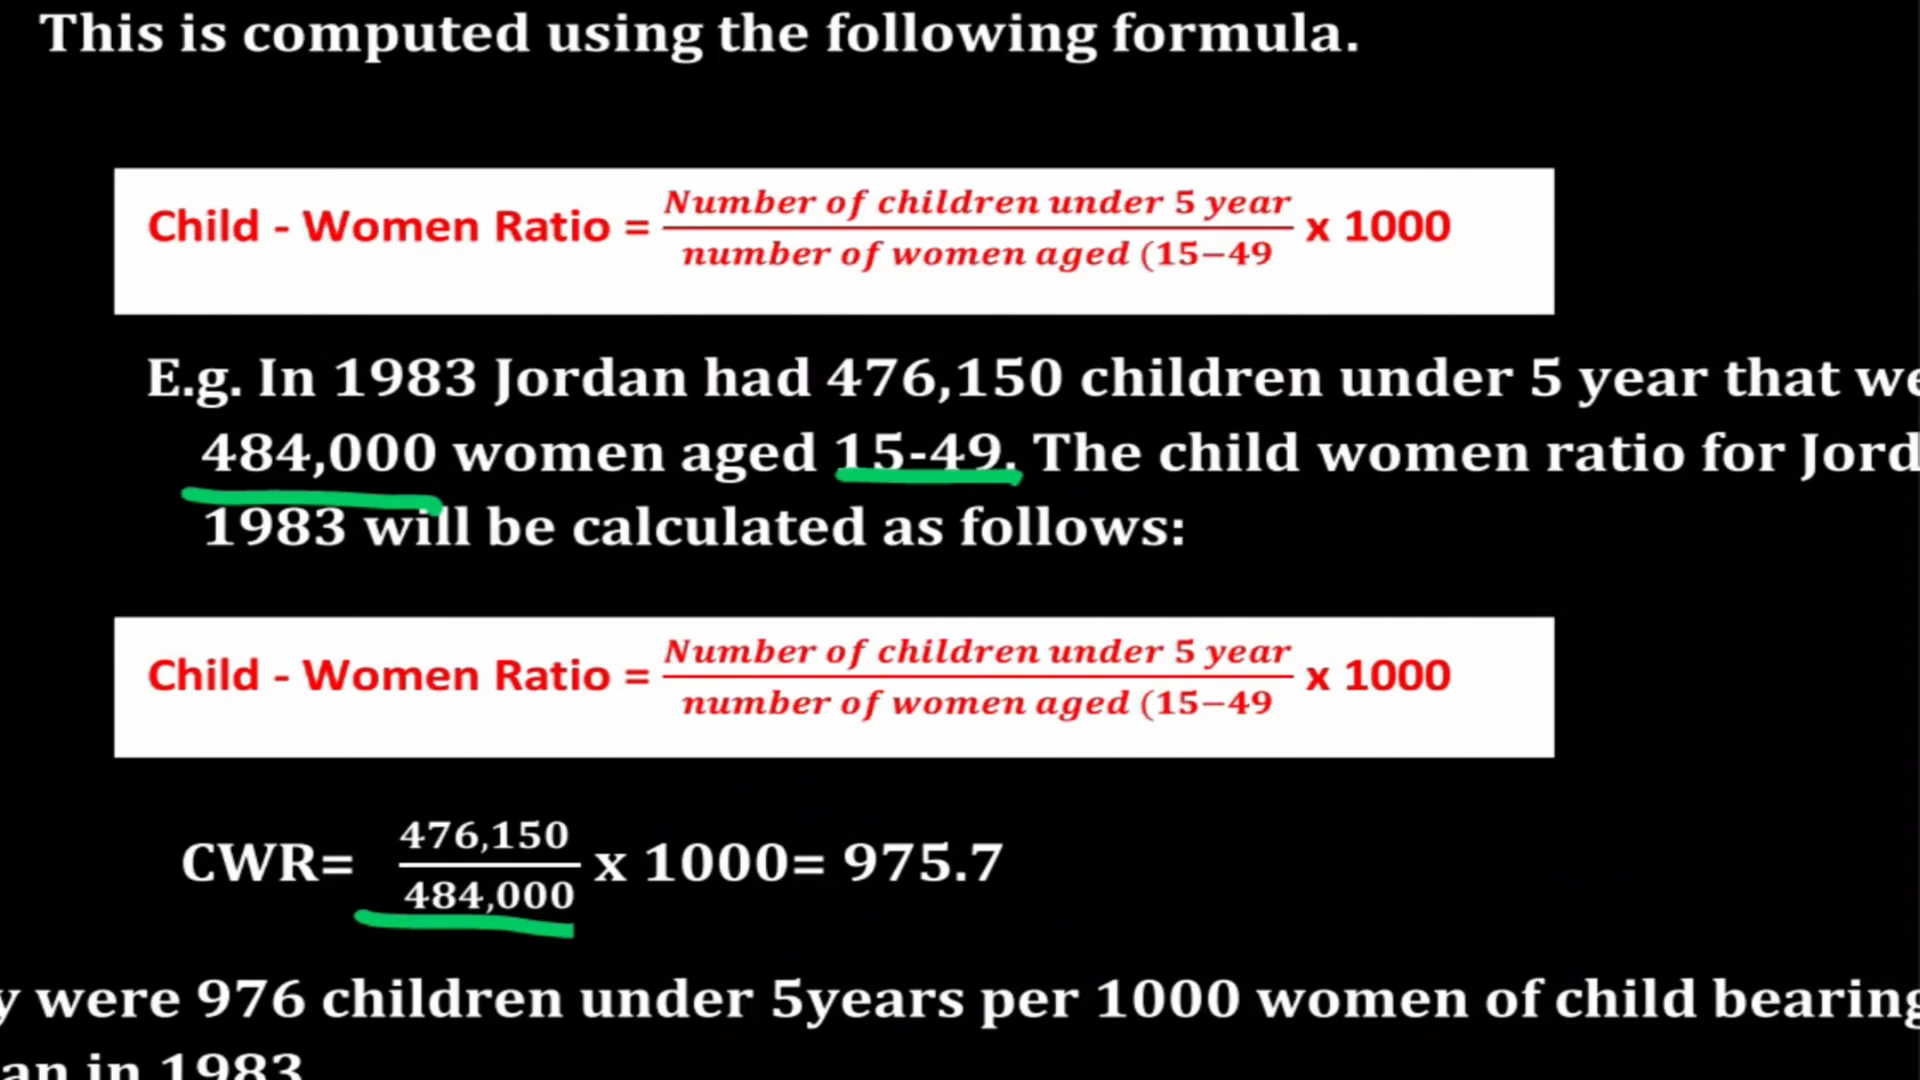 This is computed using the following formula.
Child - Women Ratio = Number of children under 5 year / number of women aged (15−49 x 1000
E.g. In 1983 Jordan had 476,150 children under 5 year that
484,000 women aged 15-49. The child women ratio for
1983 will be calculated as follows:
Child - Women Ratio = Number of children under 5 year / number of women aged (15−49 x 1000
CWR= 476,150 / 484,000 x 1000= 975.7
were 976 children under 5years per 1000 women of child bearing
in 1983